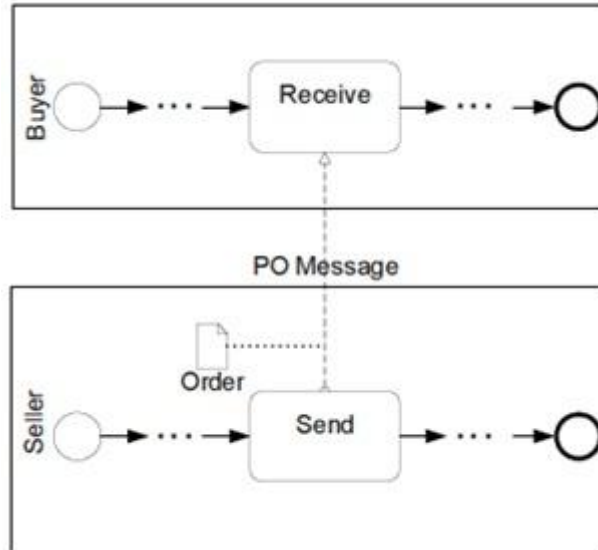 Buyer
Receive
PO Message
Order
Seller
Send